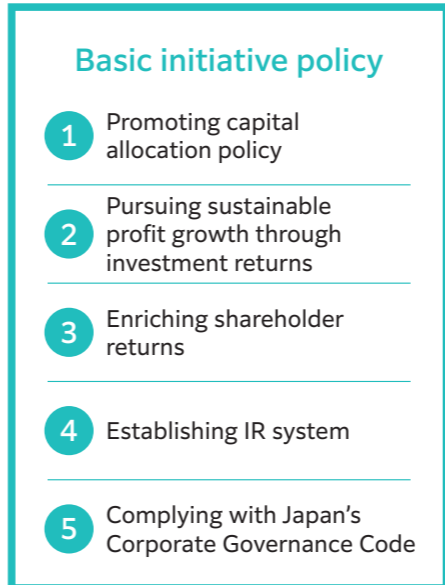 Basic initiative policy
1
Promoting capital
allocation policy
2
Pursuing sustainable
profit growth through
investment returns
3
Enriching shareholder
returns
4
Establishing IR system
5
Complying with Japan’s
Corporate Governance Code